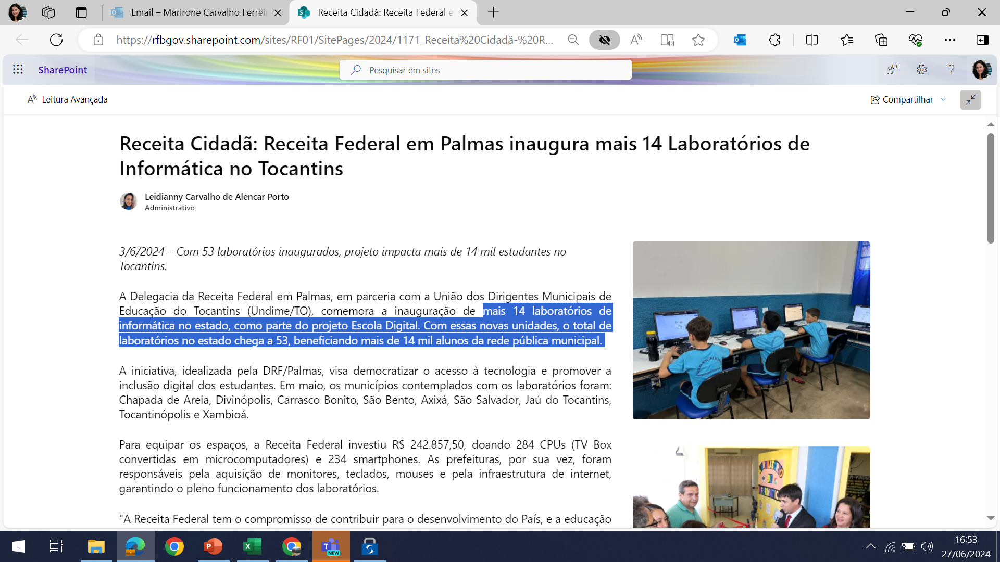 Email – Marirone Carvalho Ferrei
Receita Cidadã: Receita Federal e
https://rfbgov.sharepoint.com/sites/RF01/SitePages/2024/1171_Receita%20Cidadã-%20R...
SharePoint
Pesquisar em sites
Leitura Avançada
Compartilhar
Receita Cidadã: Receita Federal em Palmas inaugura mais 14 Laboratórios de
Informática no Tocantins
Leidianny Carvalho de Alencar Porto
Administrativo
3/6/2024 – Com 53 laboratórios inaugurados, projeto impacta mais de 14 mil estudantes no
Tocantins.
A Delegacia da Receita Federal em Palmas, em parceria com a União dos Dirigentes Municipais de
Educação do Tocantins (Undime/TO), comemora a inauguração de mais 14 laboratórios de
informática no estado, como parte do projeto Escola Digital. Com essas novas unidades, o total de
laboratórios no estado chega a 53, beneficiando mais de 14 mil alunos da rede pública municipal.
A iniciativa, idealizada pela DRF/Palmas, visa democratizar o acesso à tecnologia e promover a
inclusão digital dos estudantes. Em maio, os municípios contemplados com os laboratórios foram:
Chapada de Areia, Divinópolis, Carrasco Bonito, São Bento, Axixá, São Salvador, Jaú do Tocantins,
Tocantinópolis e Xambioá.
Para equipar os espaços, a Receita Federal investiu R$ 242.857,50, doando 284 CPUs (TV Box
convertidas em microcomputadores) e 234 smartphones. As prefeituras, por sua vez, foram
responsáveis pela aquisição de monitores, teclados, mouses e pela infraestrutura de internet,
garantindo o pleno funcionamento dos laboratórios.
"A Receita Federal tem o compromisso de contribuir para o desenvolvimento do País, e a educação
NEW
16:53
27/06/2024